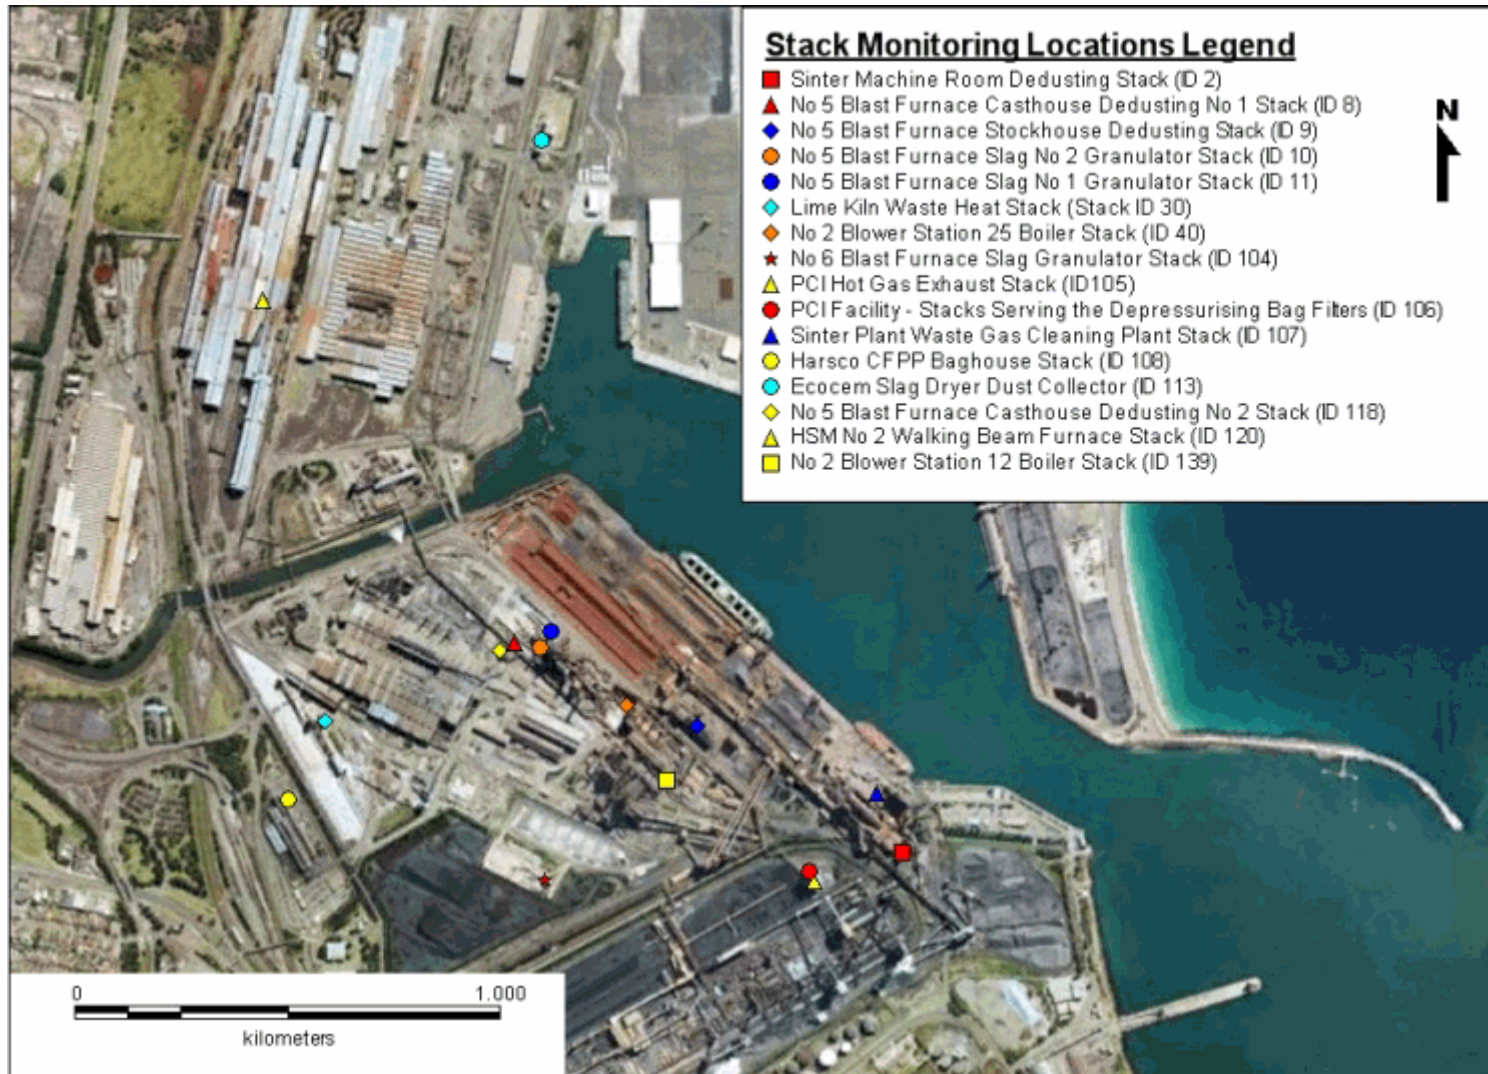 Stack Monitoring Locations Legend
Sinter Machine Room Dedusting Stack (ID 2)
No 5 Blast Furnace Casthouse Dedusting No 1 Stack (ID 8)
No 5 Blast Furnace Stockhouse Dedusting Stack (ID 9)
No 5 Blast Furnace Slag No 2 Granulator Stack (ID 10)
No 5 Blast Furnace Slag No 1 Granulator Stack (ID 11)
Lime Kiln Waste Heat Stack (Stack ID 30)
No 2 Blower Station 25 Boiler Stack (ID 40)
No 6 Blast Furnace Slag Granulator Stack (ID 104)
PCI Hot Gas Exhaust Stack (ID105)
PCI Facility - Stacks Serving the Depressurising Bag Filters (ID 106)
Sinter Plant Waste Gas Cleaning Plant Stack (ID 107)
Harsco CFPP Baghouse Stack (ID 108)
Ecocem Slag Dryer Dust Collector (ID 113)
No 5 Blast Furnace Casthouse Dedusting No 2 Stack (ID 118)
HSM No 2 Walking Beam Furnace Stack (ID 120)
No 2 Blower Station 12 Boiler Stack (ID 139)
N
0 1.000
kilometers